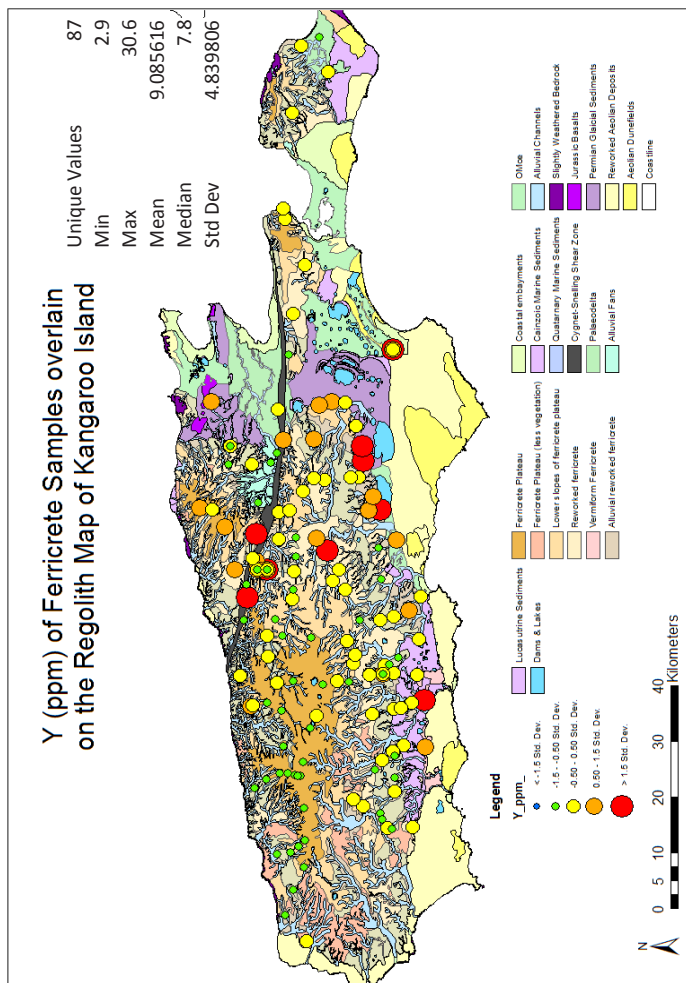 Y (ppm) of Ferricrete Samples overlain
on the Regolith Map of Kangaroo Island
Unique Values 87
Min 2.9
Max 30.6
Mean 9.085616
Median 7.8
Std Dev 4.839806
Legend
Y_ppm_
< -1.5 Std. Dev.
-1.5 - -0.50 Std. Dev.
-0.50 - 0.50 Std. Dev.
0.50 - 1.5 Std. Dev.
> 1.5 Std. Dev.
Lucasutrine Sediments
Dams & Lakes
Ferricrete Plateau
Ferricrete Plateau (less vegetation)
Lower slopes of ferricrete plateau
Reworked ferricrete
Vermiform Ferricrete
Alluvial reworked ferricrete
Coastal embayments
Cainzoic Marine Sediments
Quatarnary Marine Sediments
Cygnet-Snelling Shear Zone
Palaeodelta
Alluvial Fans
OMoe
Alluvial Channels
Slightly Weathered Bedrock
Jurassic Basalts
Permian Glaicial Sediments
Reworked Aeolian Deposits
Aeolian Dunefields
Coastline
N
0 5 10 20 30 40
Kilometers